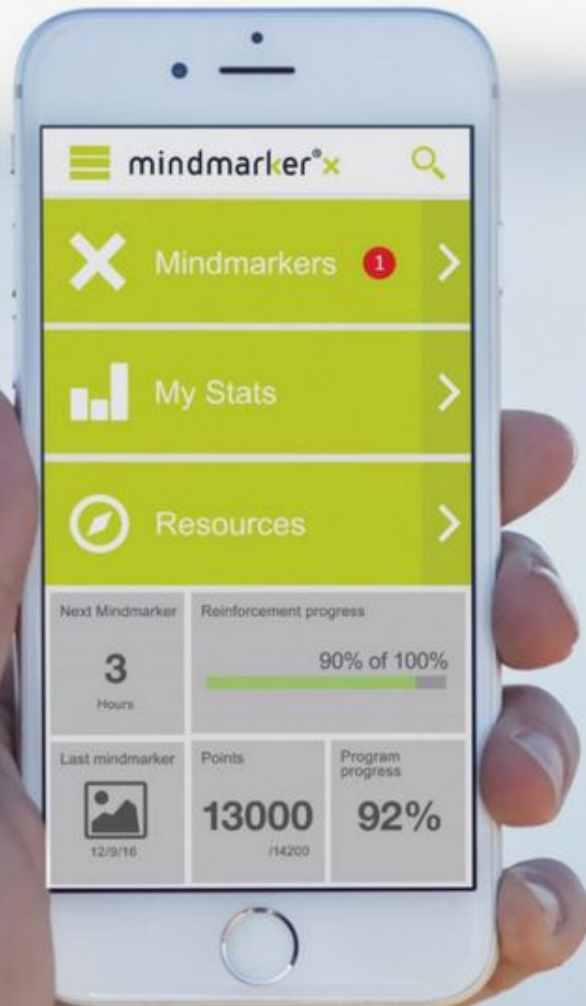 mindmarker®x
Mindmarkers 1
My Stats
Resources
Next Mindmarker
3
Hours
Reinforcement progress
90% of 100%
Last mindmarker
12/9/16
Points
13000
/14200
Program
progress
92%